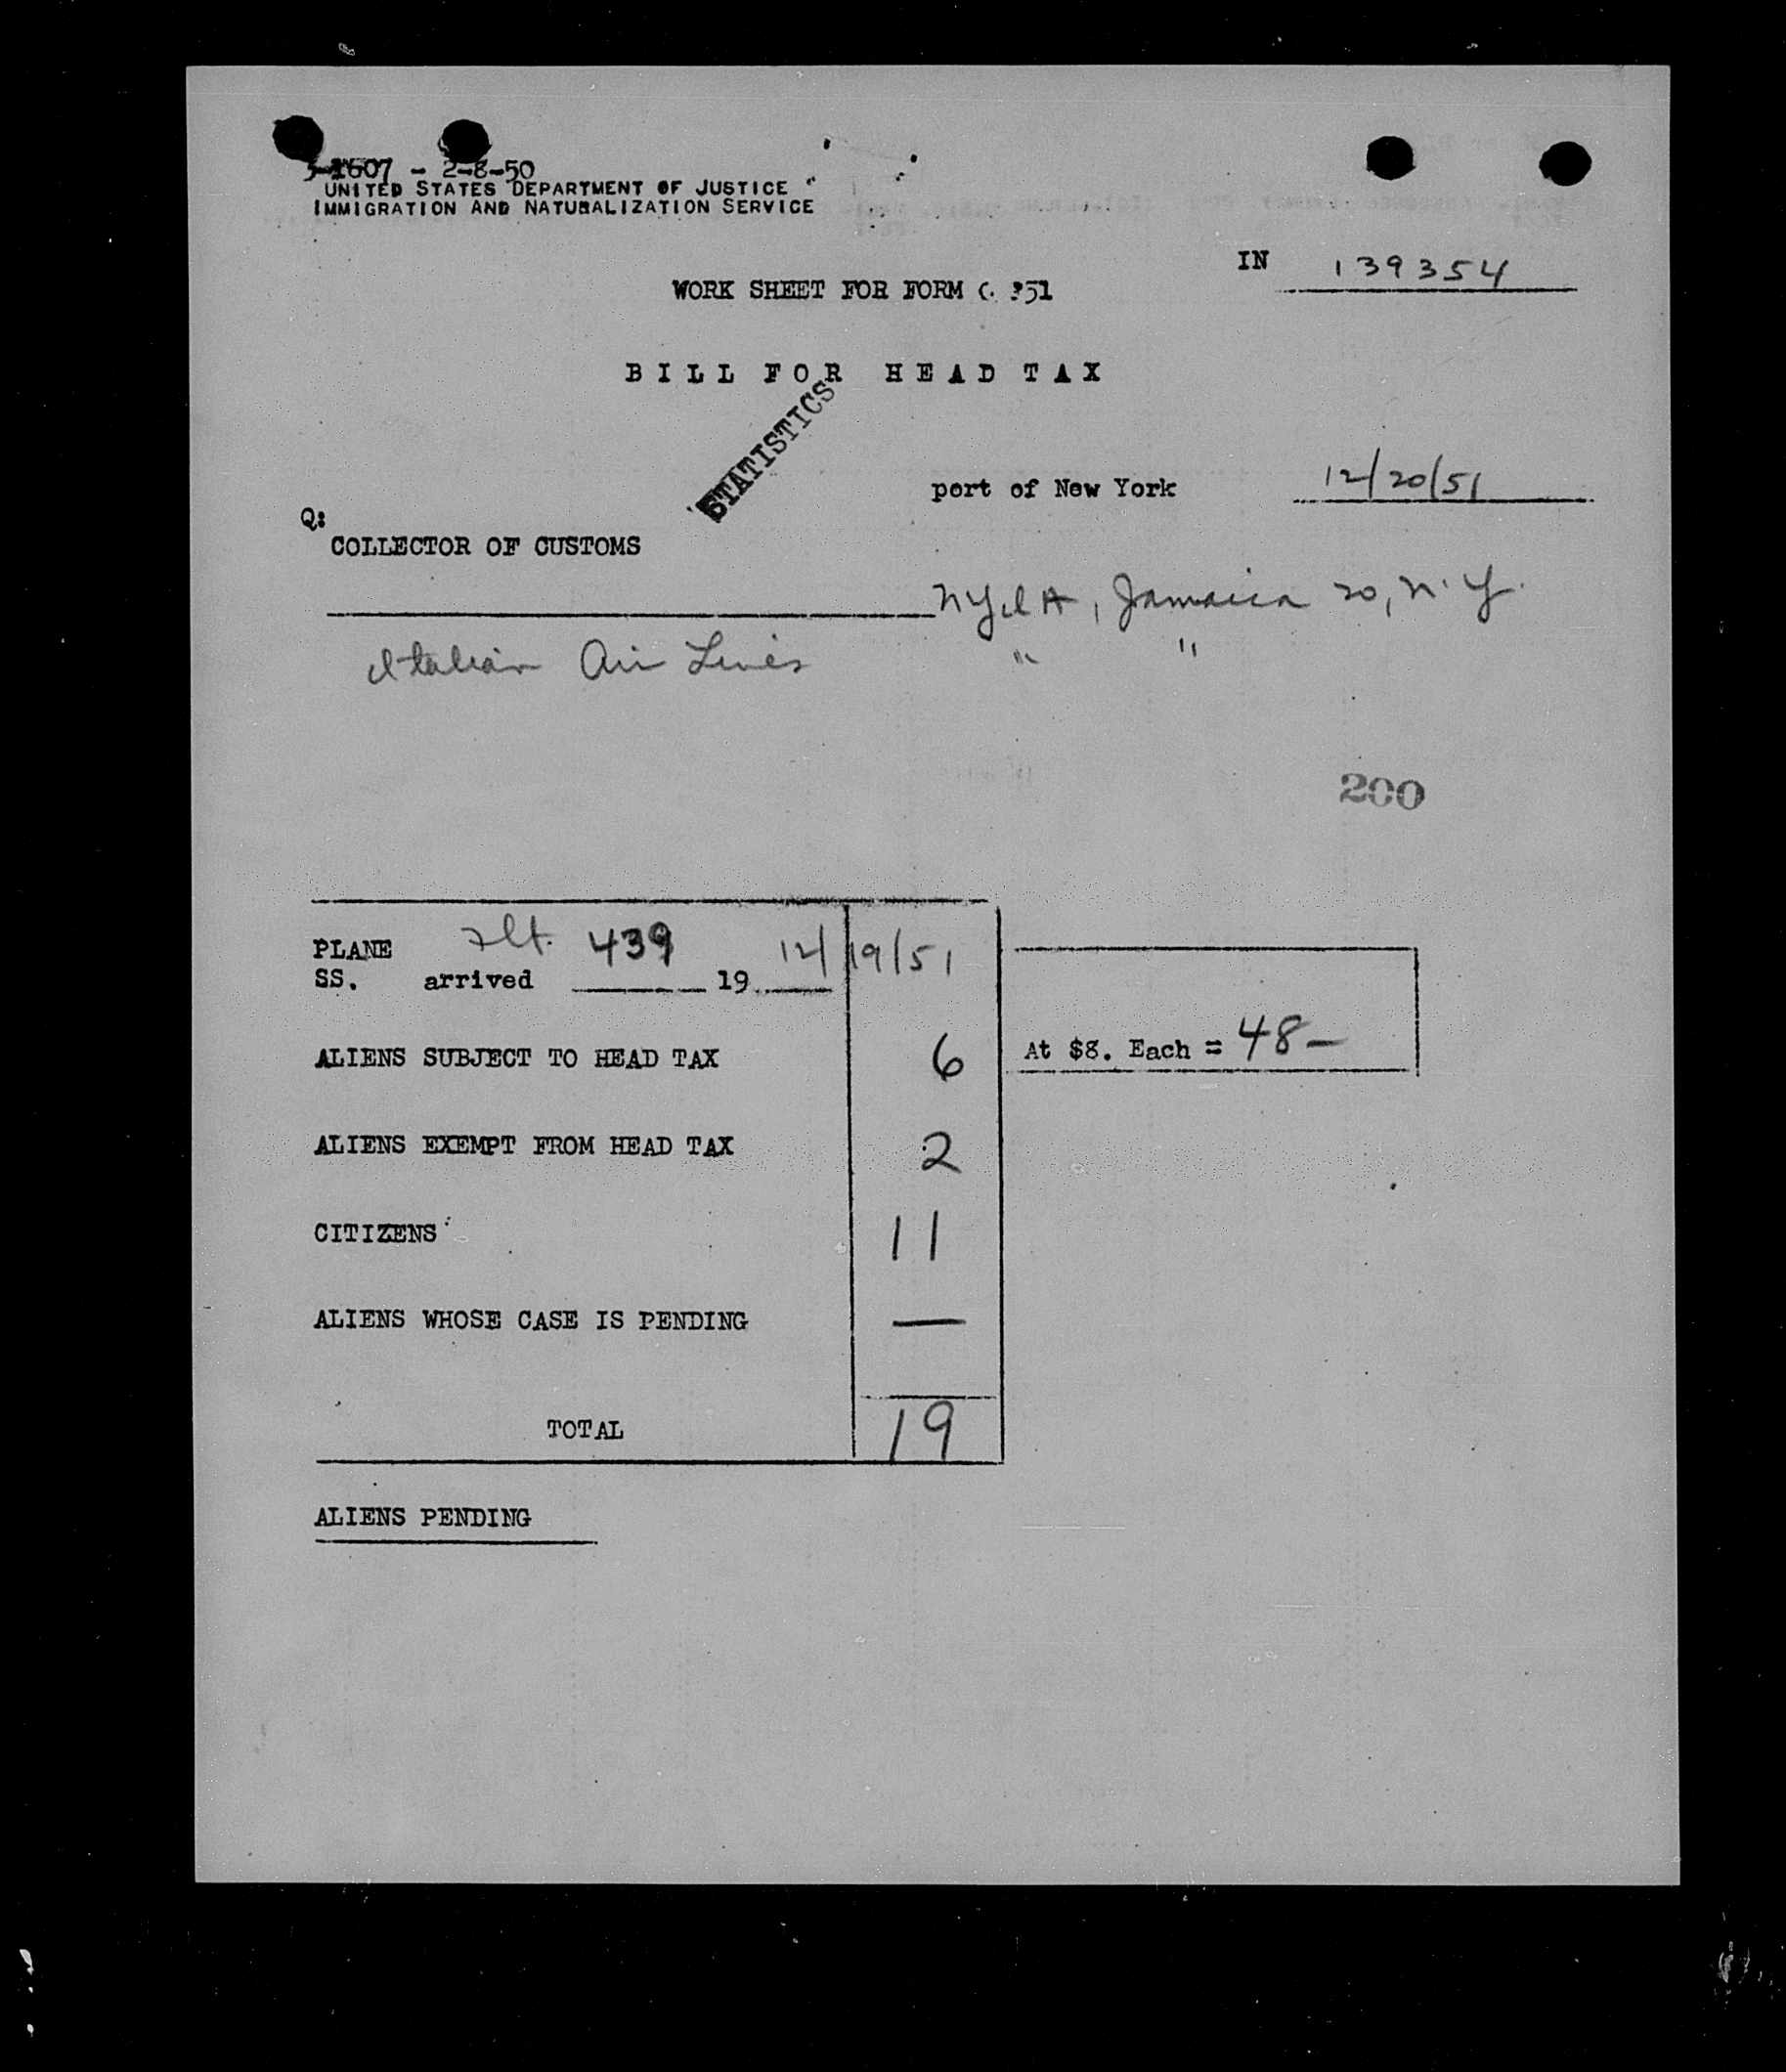 3-1607 - 2-8-50
UNITED STATES DEPARTMENT OF JUSTICE
IMMIGRATION AND NATURALIZATION SERVICE
IN 139354
WORK SHEET FOR FORM 351
BILL FOR HEAD TAX
STATISTICS
port of New York 12/20/51
Q:
COLLECTOR OF CUSTOMS
NYIA, Jamaica 20, N.Y.
Italian Air Lines " "
200
PLANE Flt. 439 12/19/51
SS. arrived 19
ALIENS SUBJECT TO HEAD TAX 6 At $8. Each = 48-
ALIENS EXEMPT FROM HEAD TAX 2
CITIZENS 11
ALIENS WHOSE CASE IS PENDING —
TOTAL 19
ALIENS PENDING